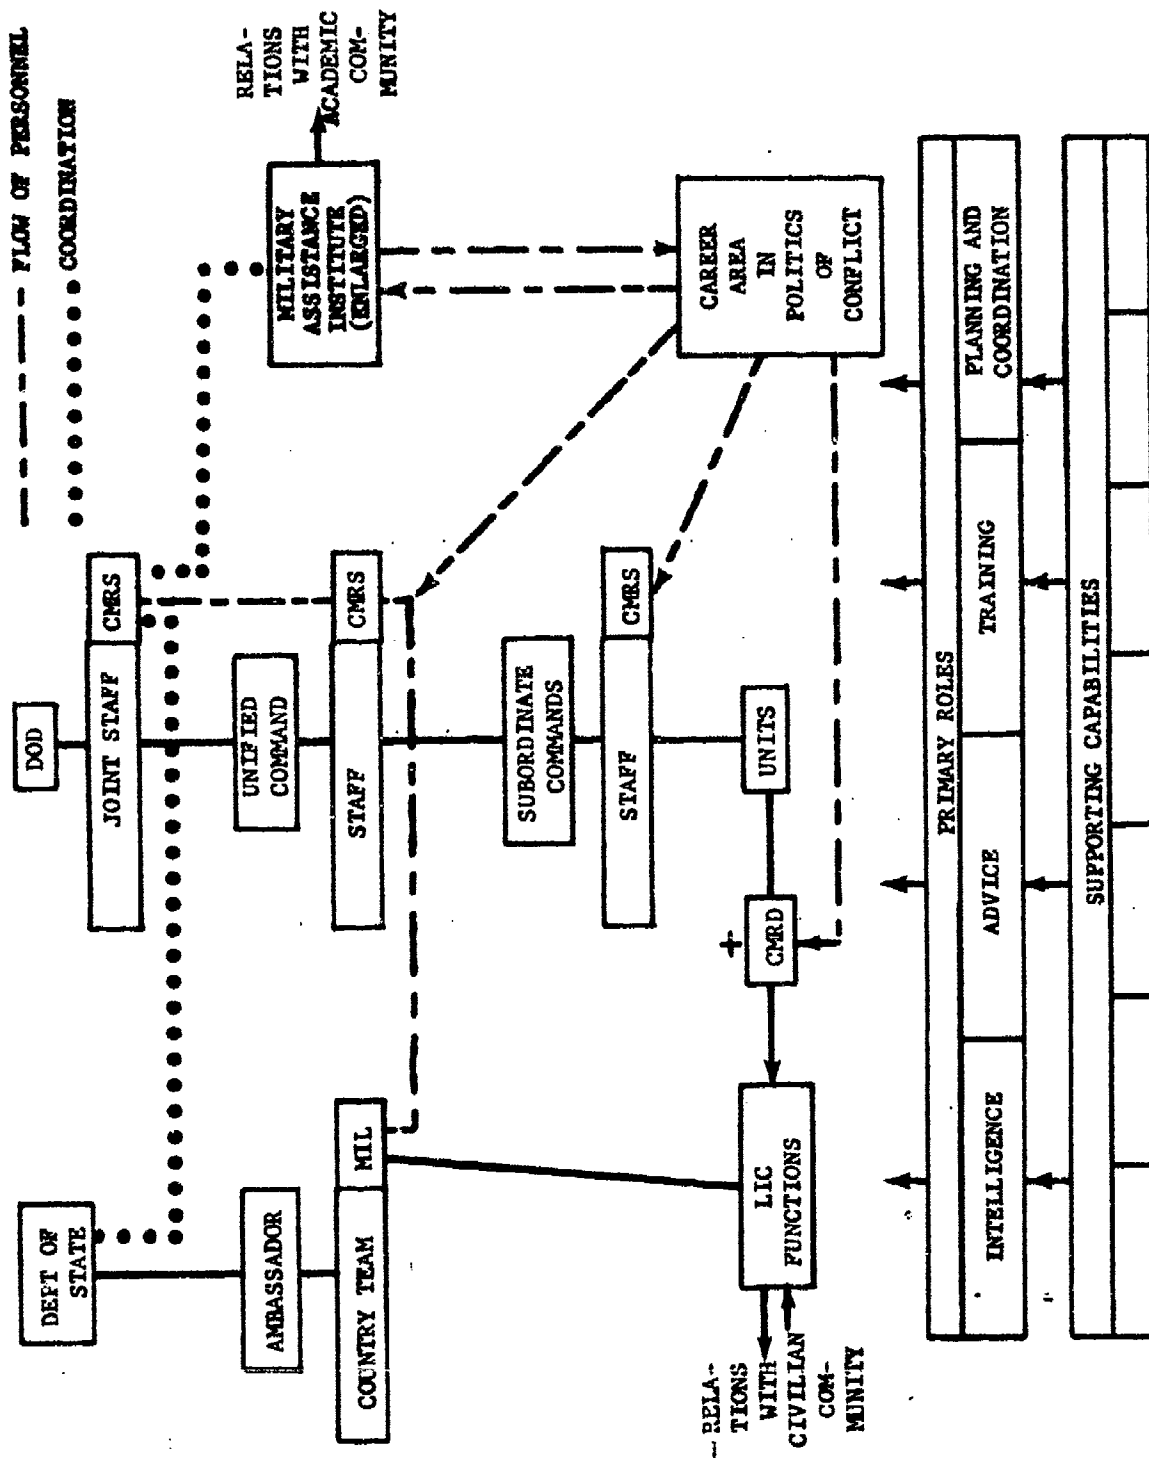 FLOW OF PERSONNEL
COORDINATION
DOD
JOINT STAFF
CMRS
DEPT OF
STATE
UNIFIED
COMMAND
AMBASSADOR
MILITARY
ASSISTANCE
INSTITUTE
(ENLARGED)
RELA-
TIONS
WITH
ACADEMIC
COM-
MUNITY
COUNTRY TEAM
MIL
STAFF
CMRS
SUBORDINATE
COMMANDS
STAFF
CMRS
CAREER
AREA
IN
POLITICS
OF
CONFLICT
RELA-
TIONS
WITH
CIVILIAN
COM-
MUNITY
LIC
FUNCTIONS
+
CMRD
UNITS
PRIMARY ROLES
INTELLIGENCE
ADVICE
TRAINING
PLANNING AND
COORDINATION
SUPPORTING CAPABILITIES